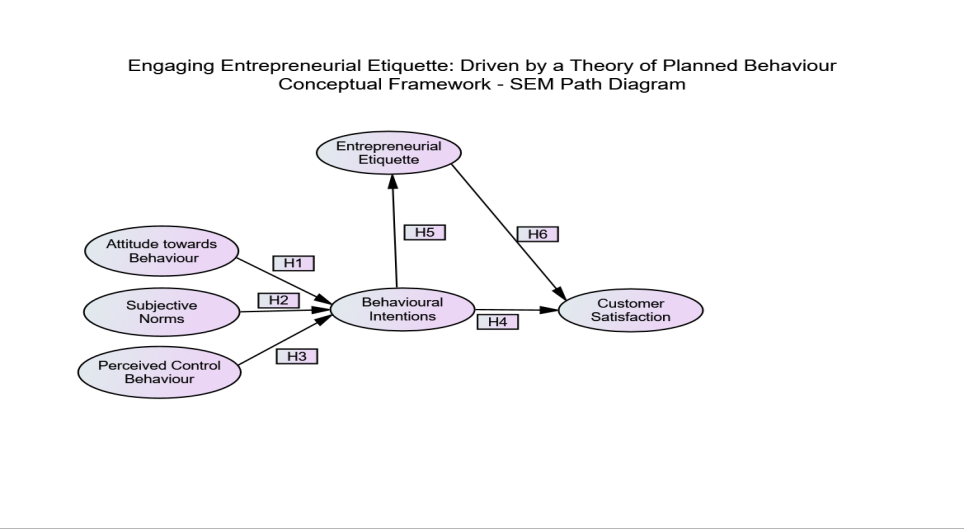 Engaging Entrepreneurial Etiquette: Driven by a Theory of Planned Behaviour
Conceptual Framework - SEM Path Diagram
Entrepreneurial
Etiquette
H5
H6
Attitude towards
Behaviour
H1
Subjective
Norms
H2
Behavioural
Intentions
H4
Customer
Satisfaction
Perceived Control
Behaviour
H3